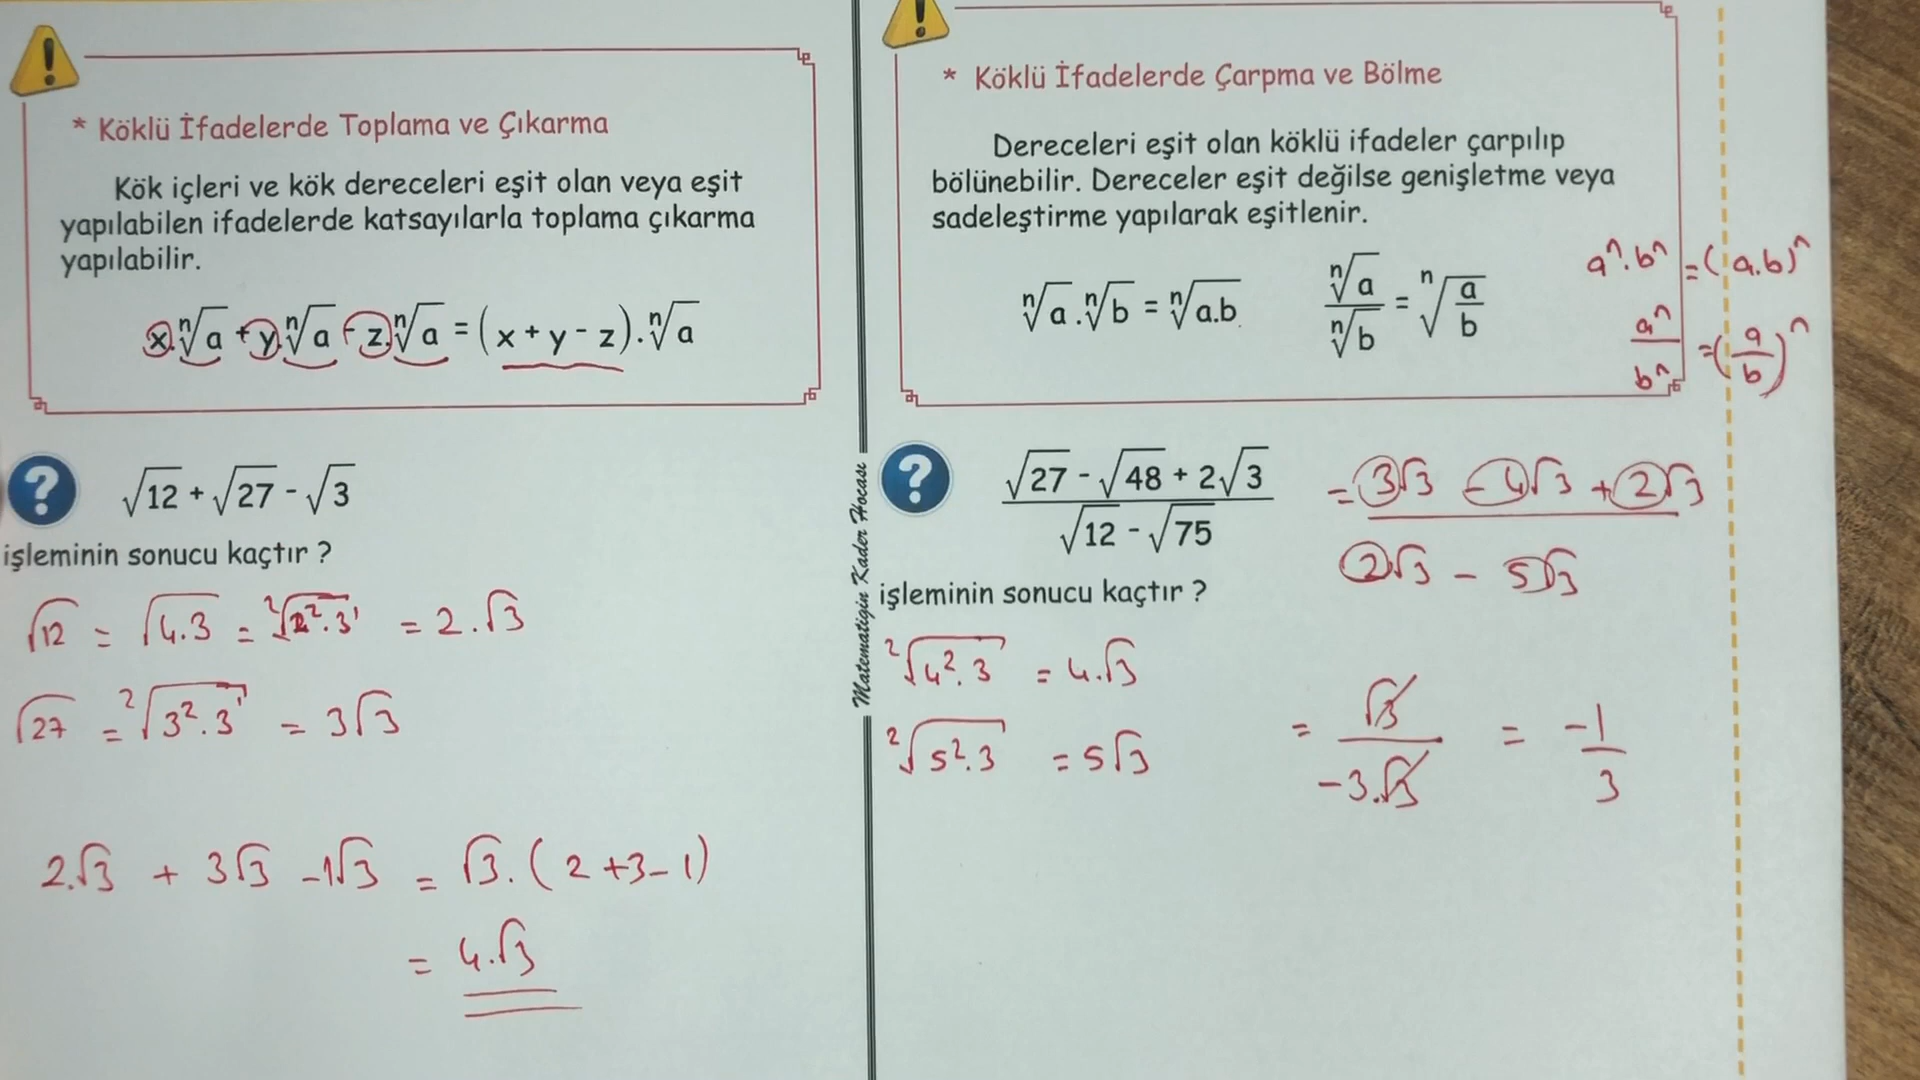 * Köklü İfadelerde Toplama ve Çıkarma
Kök içleri ve kök dereceleri eşit olan veya eşit
yapılabilen ifadelerde katsayılarla toplama çıkarma
yapılabilir.
x.ⁿ√a + y.ⁿ√a - z.ⁿ√a = (x + y - z).ⁿ√a
?
√12 + √27 - √3
işleminin sonucu kaçtır ?
√12 = √4.3 = ²√2².3¹ = 2.√3
√27 = ²√3².3¹ = 3√3
2.√3 + 3√3 - 1√3 = √3.(2+3-1)
= 4.√3
Matematiğin Kader Hocası
* Köklü İfadelerde Çarpma ve Bölme
Dereceleri eşit olan köklü ifadeler çarpılıp
bölünebilir. Dereceler eşit değilse genişletme veya
sadeleştirme yapılarak eşitlenir.
ⁿ√a.ⁿ√b = ⁿ√a.b ⁿ√a / ⁿ√b = ⁿ√a/b
aⁿ.bⁿ = (a.b)ⁿ
aⁿ/bⁿ = (a/b)ⁿ
?
√27 - √48 + 2√3 = 3√3 - 4√3 + 2√3
√12 - √75 2√3 - 5√3
işleminin sonucu kaçtır ?
²√4².3 = 4.√3
²√5².3 = 5√3
= √3 / -3.√3 = -1/3